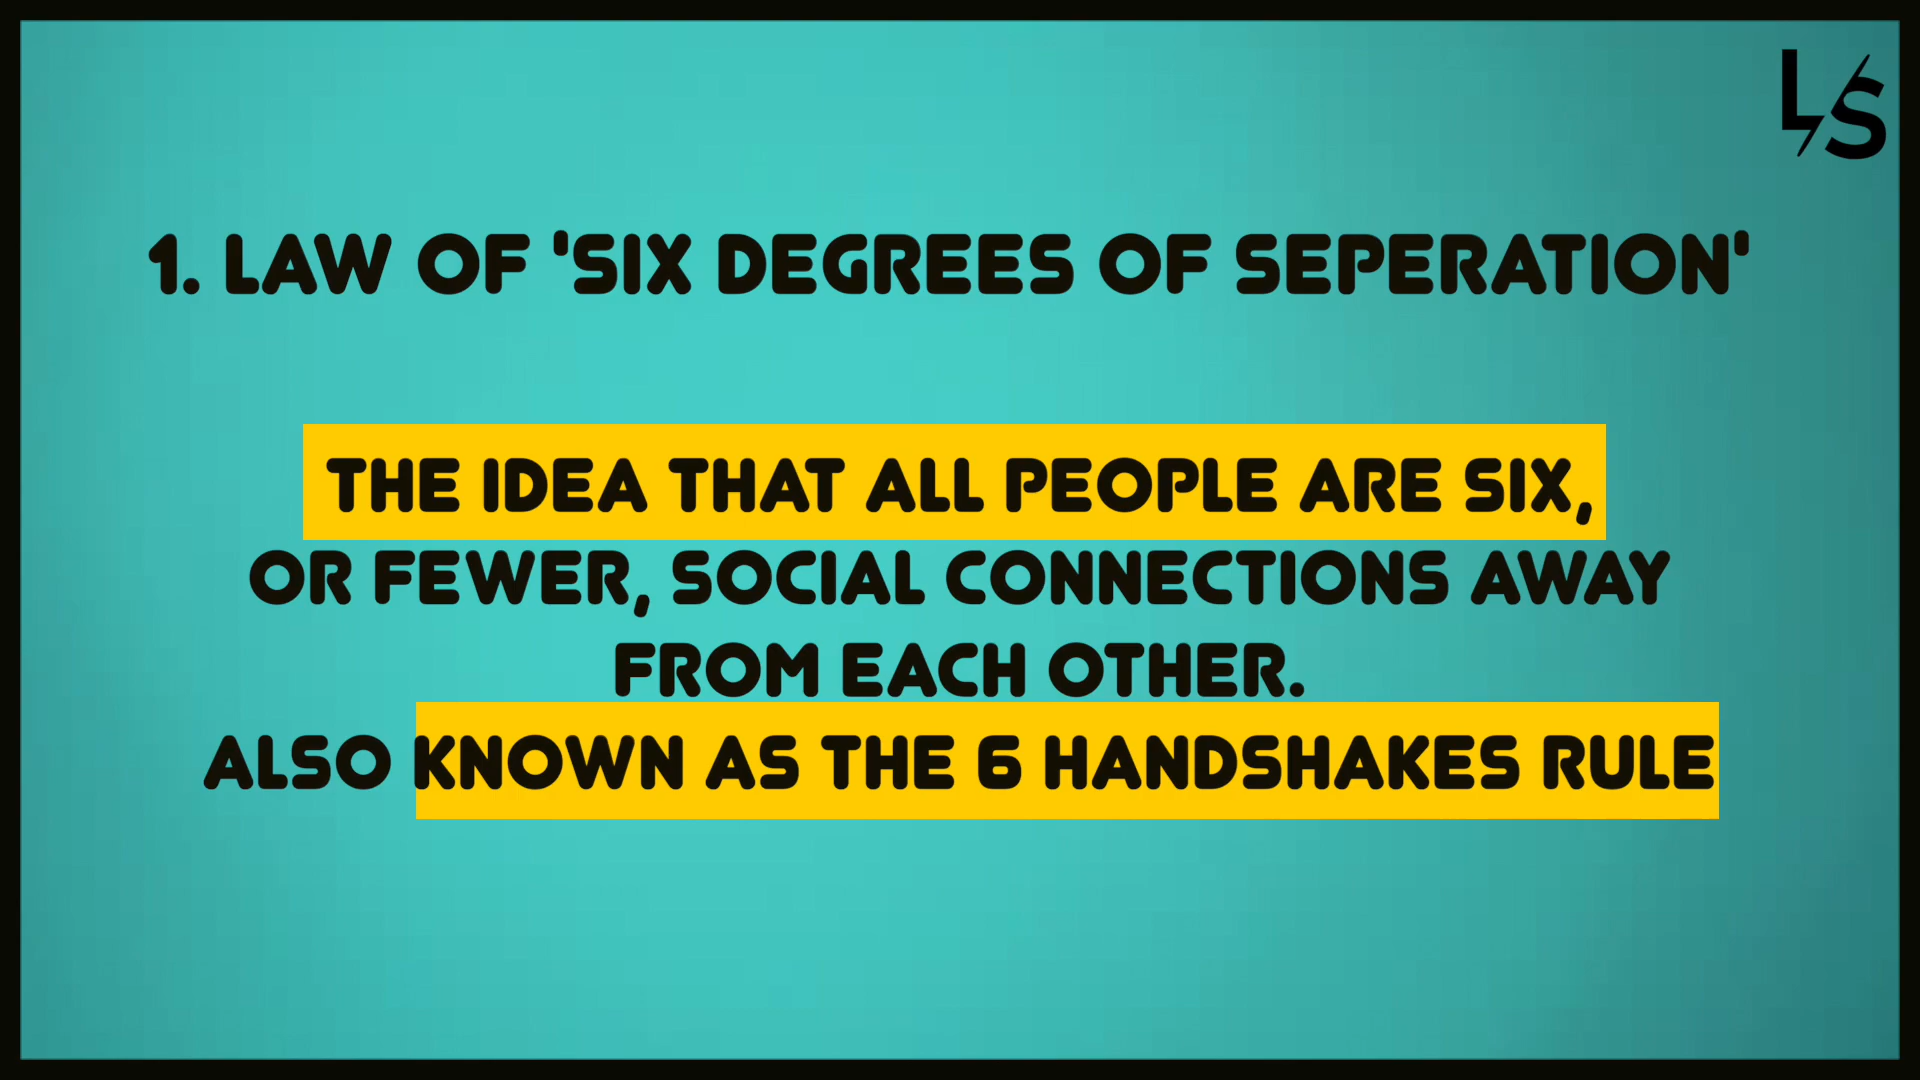 LS
1. LAW OF 'SIX DEGREES OF SEPERATION'
THE IDEA THAT ALL PEOPLE ARE SIX,
OR FEWER, SOCIAL CONNECTIONS AWAY
FROM EACH OTHER.
ALSO KNOWN AS THE 6 HANDSHAKES RULE